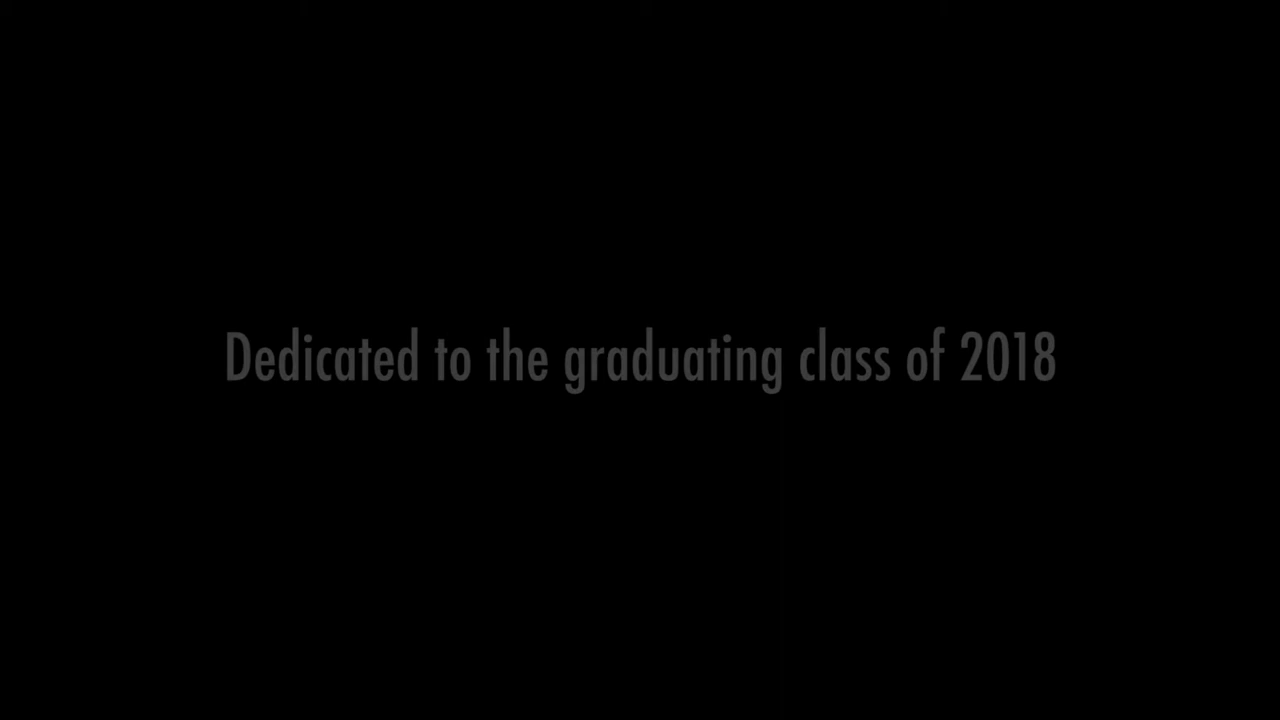 Dedicated to the graduating class of 2018